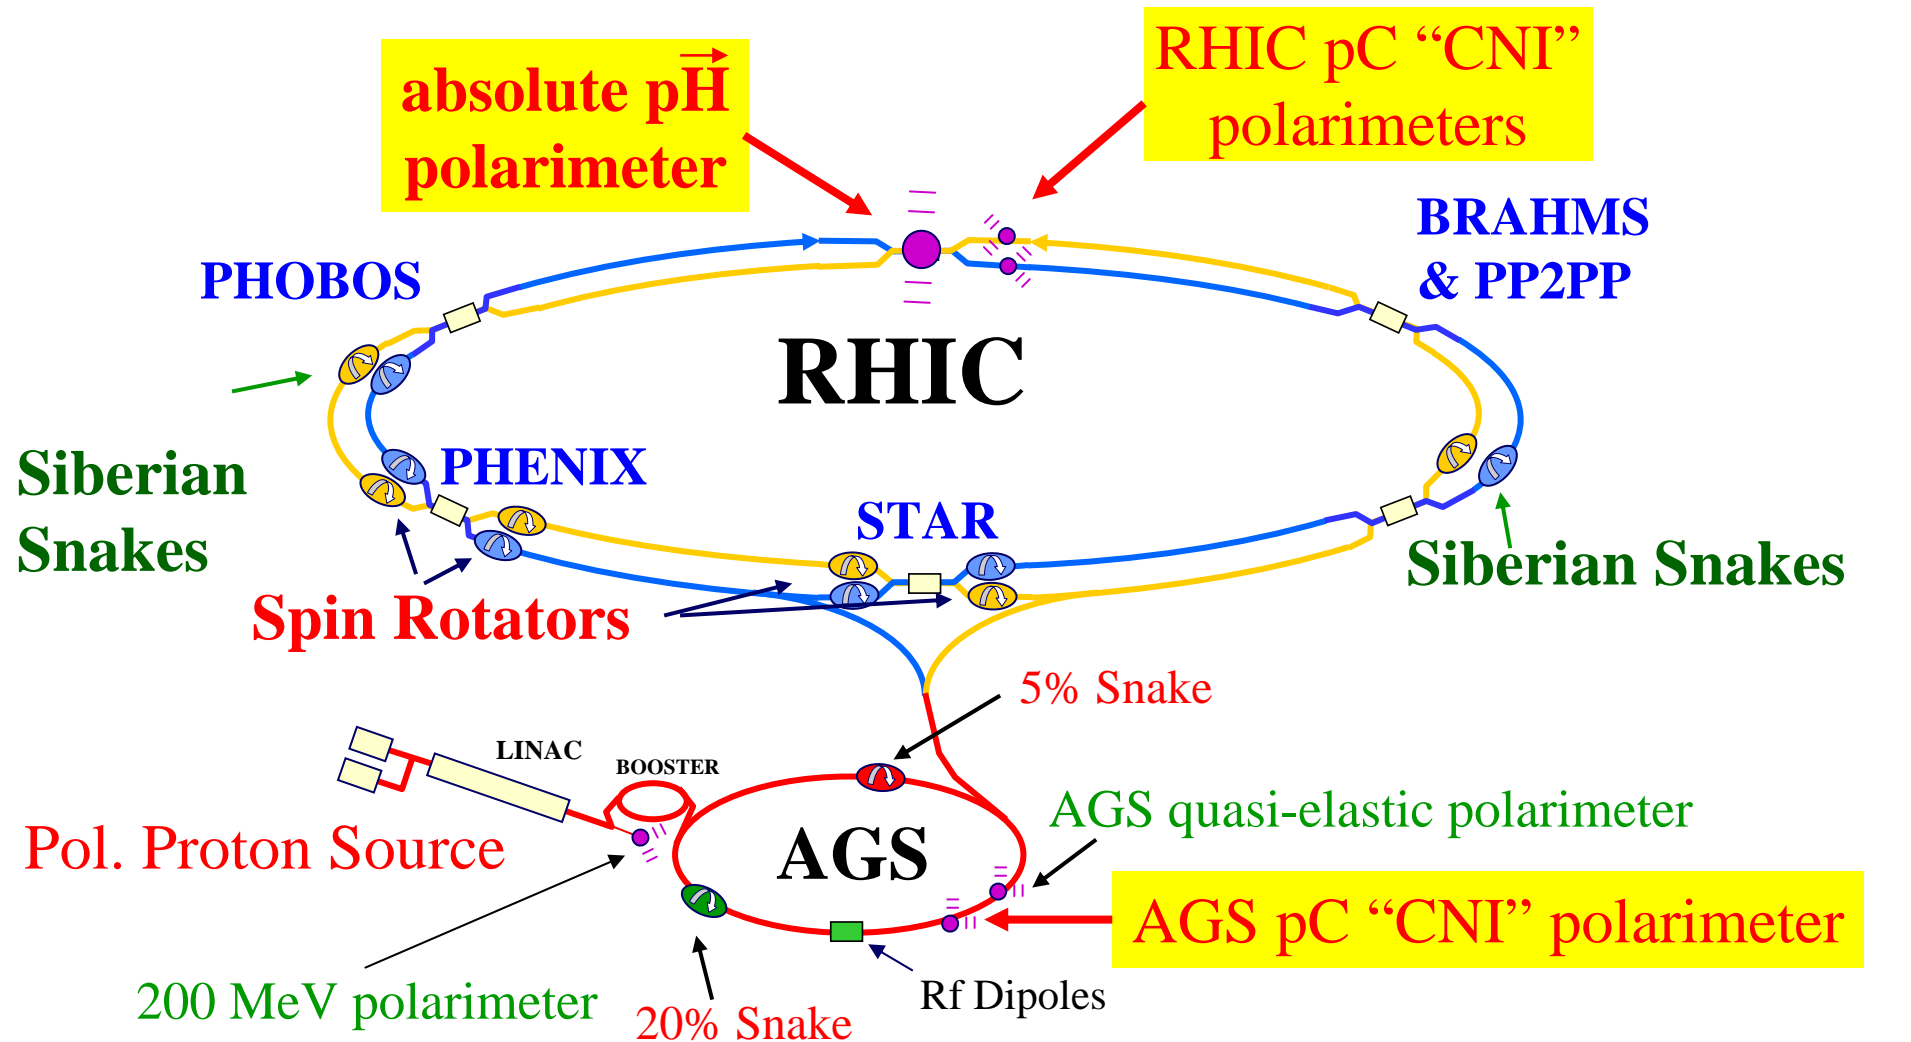 absolute pH
polarimeter
RHIC pC “CNI”
polarimeters
BRAHMS
& PP2PP
PHOBOS
RHIC
Siberian
Snakes
PHENIX
STAR
Siberian Snakes
Spin Rotators
5% Snake
LINAC
BOOSTER
AGS quasi-elastic polarimeter
Pol. Proton Source
AGS
AGS pC “CNI” polarimeter
200 MeV polarimeter
Rf Dipoles
20% Snake